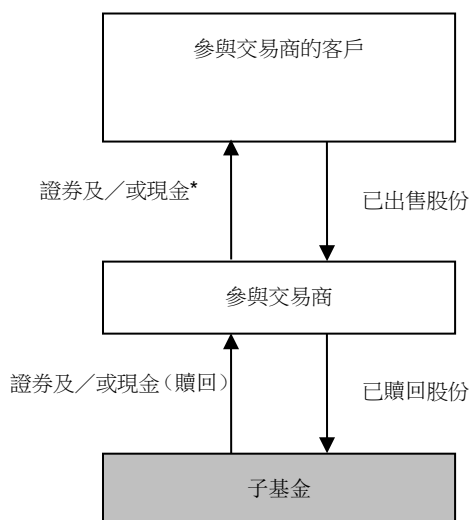 參與交易商的客戶
證券及／或現金*
已出售股份
參與交易商
證券及／或現金（贖回）
已贖回股份
子基金